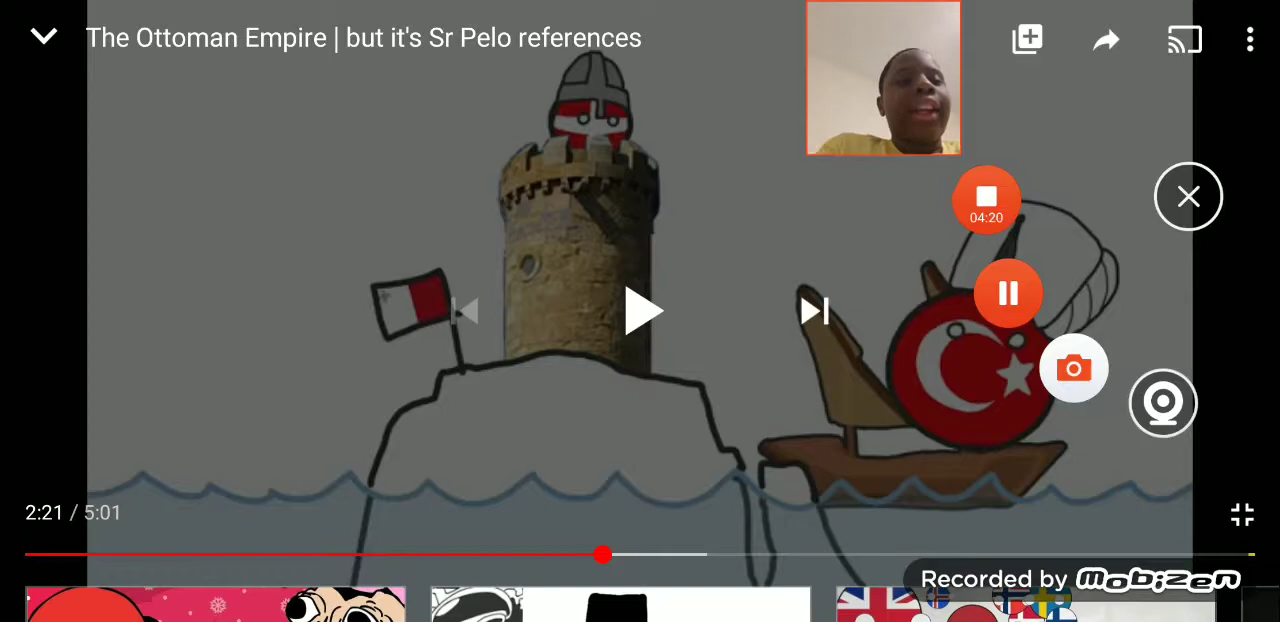 The Ottoman Empire | but it's Sr Pelo references
04:20
2:21 / 5:01
Recorded by mobizen